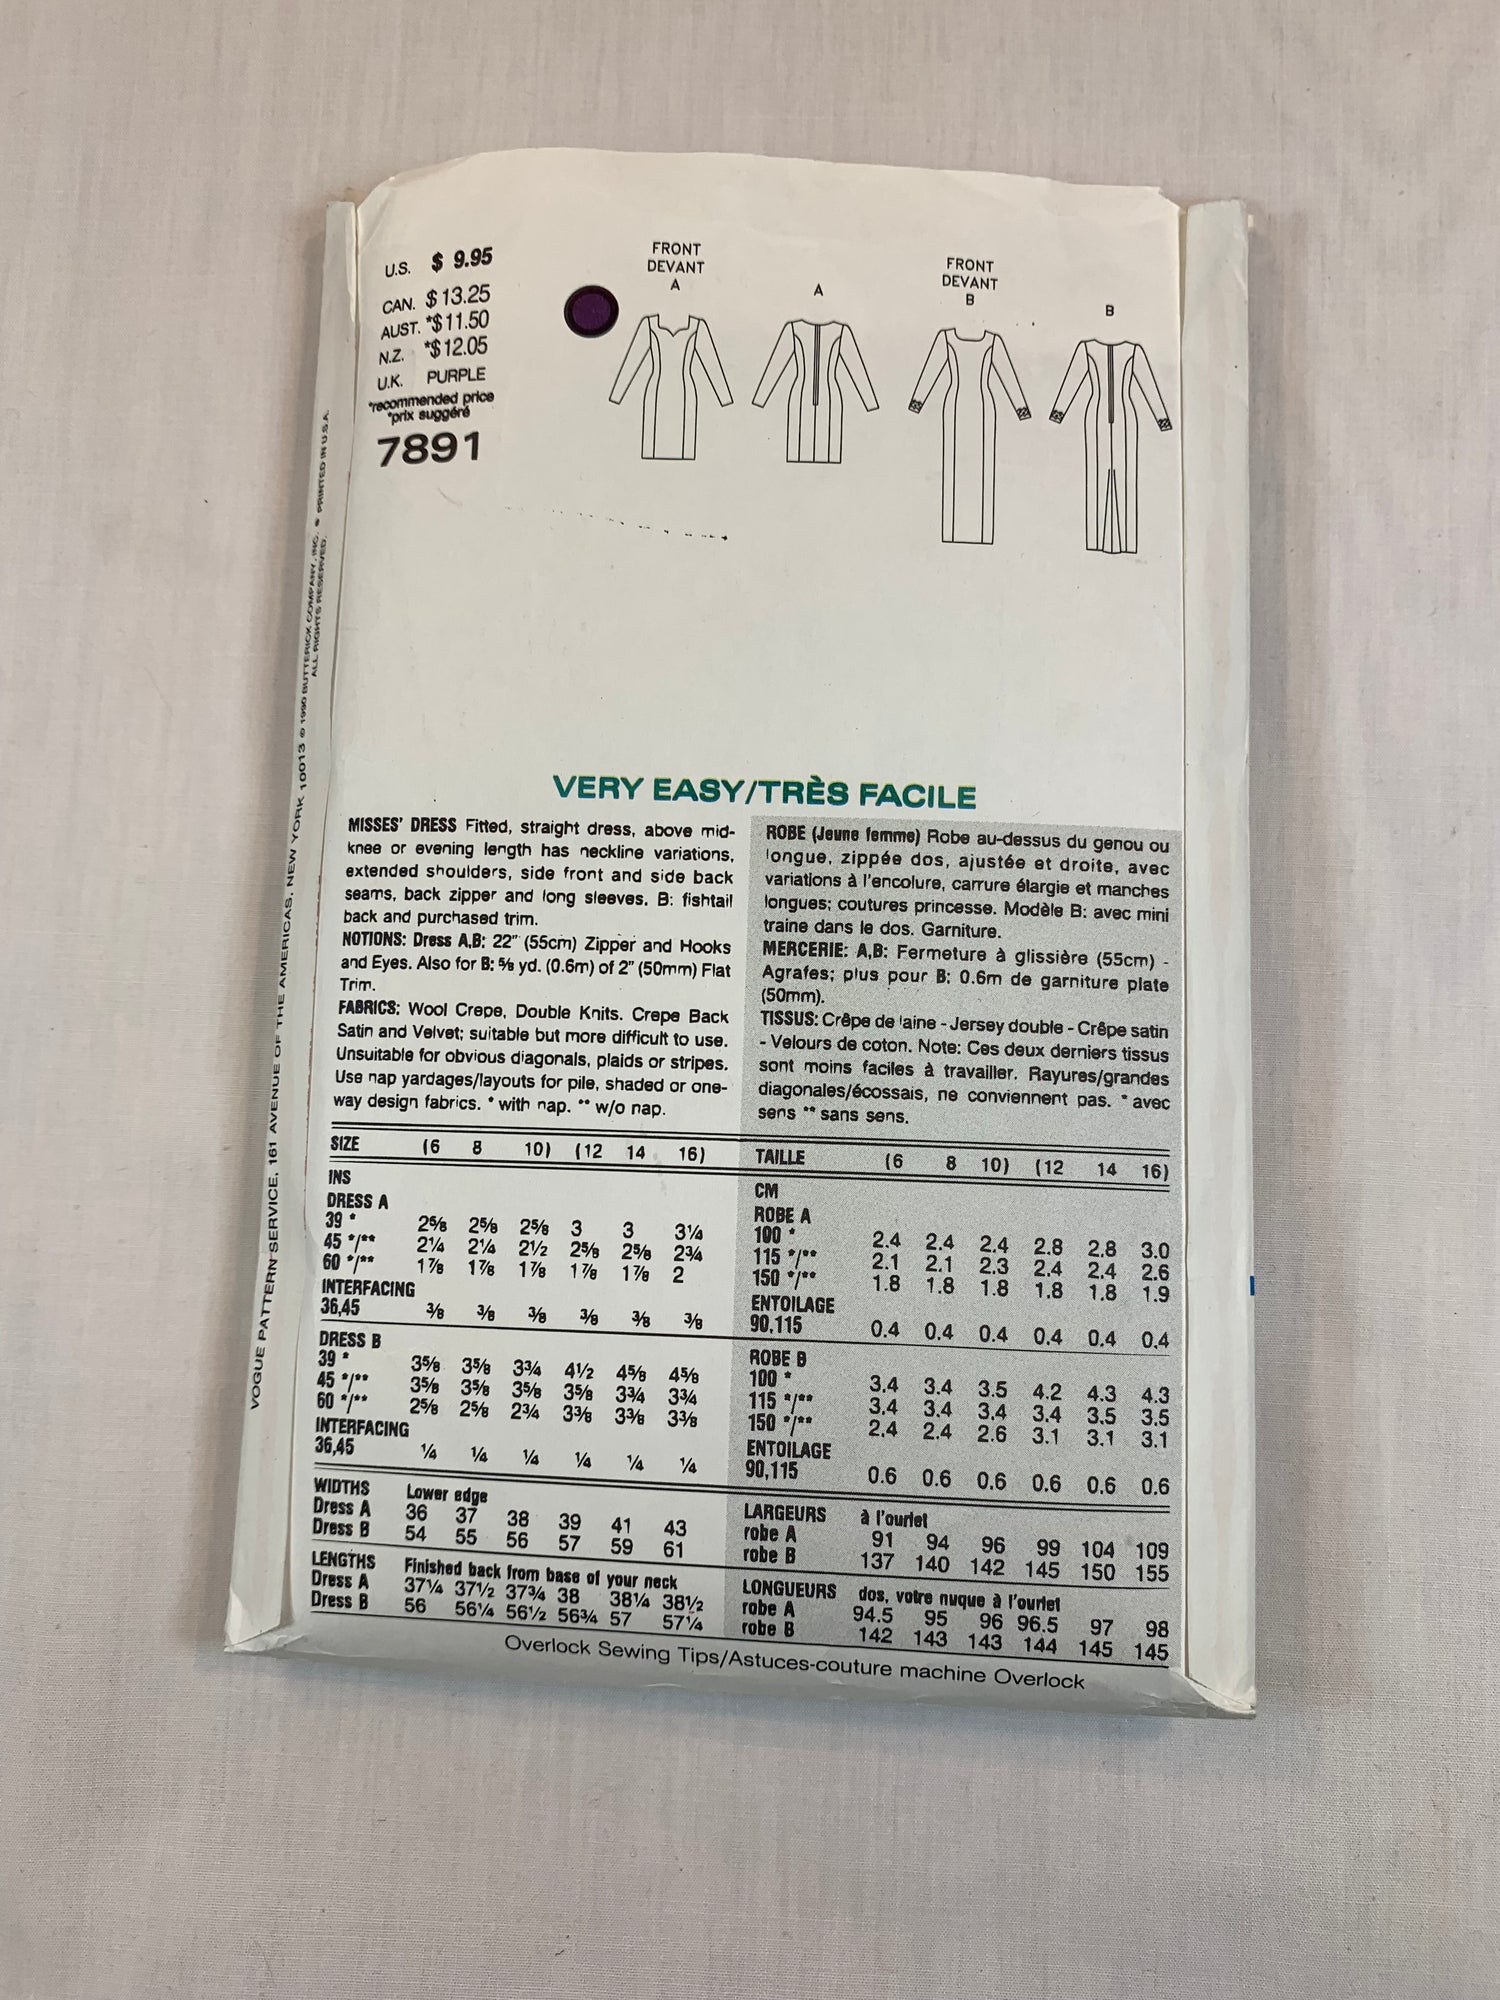 U.S. $ 9.95
CAN. $13.25
AUST. *$11.50
N.Z. *$12.05
U.K. PURPLE
*recommended price
*prix suggéré
7891
FRONT
DEVANT
A
A
FRONT
DEVANT
B
B
VOGUE PATTERN SERVICE, 161 AVENUE OF THE AMERICAS, NEW YORK 10013 © 1990 BUTTERICK COMPANY, INC. • PRINTED IN U.S.A.
ALL RIGHTS RESERVED.
VERY EASY/TRÈS FACILE
MISSES' DRESS Fitted, straight dress, above mid-
knee or evening length has neckline variations,
extended shoulders, side front and side back
seams, back zipper and long sleeves. B: fishtail
back and purchased trim.
NOTIONS: Dress A,B: 22" (55cm) Zipper and Hooks
and Eyes. Also for B: ⅝ yd. (0.6m) of 2" (50mm) Flat
Trim.
FABRICS: Wool Crepe, Double Knits. Crepe Back
Satin and Velvet; suitable but more difficult to use.
Unsuitable for obvious diagonals, plaids or stripes.
Use nap yardages/layouts for pile, shaded or one-
way design fabrics. * with nap. ** w/o nap.
ROBE (Jeune femme) Robe au-dessus du genou ou
longue, zippée dos, ajustée et droite, avec
variations à l'encolure, carrure élargie et manches
longues; coutures princesse. Modèle B: avec mini
traine dans le dos. Garniture.
MERCERIE: A,B: Fermeture à glissière (55cm) -
Agrafes; plus pour B: 0.6m de garniture plate
(50mm).
TISSUS: Crêpe de laine - Jersey double - Crêpe satin
- Velours de coton. Note: Ces deux derniers tissus
sont moins faciles à travailler. Rayures/grandes
diagonales/écossais, ne conviennent pas. * avec
sens ** sans sens.
SIZE (6 8 10) (12 14 16)
INS
DRESS A
39 * 2⅝ 2⅝ 2⅝ 3 3 3¼
45 */** 2¼ 2¼ 2½ 2⅝ 2⅝ 2¾
60 */** 1⅞ 1⅞ 1⅞ 1⅞ 1⅞ 2
INTERFACING
36,45 ⅜ ⅜ ⅜ ⅜ ⅜ ⅜
DRESS B
39 * 3⅝ 3⅝ 3¾ 4½ 4⅝ 4⅝
45 */** 3⅝ 3⅝ 3⅝ 3⅝ 3¾ 3¾
60 */** 2⅝ 2⅝ 2¾ 3⅜ 3⅜ 3⅜
INTERFACING
36,45 ¼ ¼ ¼ ¼ ¼ ¼
WIDTHS Lower edge
Dress A 36 37 38 39 41 43
Dress B 54 55 56 57 59 61
LENGTHS Finished back from base of your neck
Dress A 37¼ 37½ 37¾ 38 38¼ 38½
Dress B 56 56¼ 56½ 56¾ 57 57¼
TAILLE (6 8 10) (12 14 16)
CM
ROBE A
100 * 2.4 2.4 2.4 2.8 2.8 3.0
115 */** 2.1 2.1 2.3 2.4 2.4 2.6
150 */** 1.8 1.8 1.8 1.8 1.8 1.9
ENTOILAGE
90,115 0.4 0.4 0.4 0.4 0.4 0.4
ROBE B
100 * 3.4 3.4 3.5 4.2 4.3 4.3
115 */** 3.4 3.4 3.4 3.4 3.5 3.5
150 */** 2.4 2.4 2.6 3.1 3.1 3.1
ENTOILAGE
90,115 0.6 0.6 0.6 0.6 0.6 0.6
LARGEURS à l'ourlet
robe A 91 94 96 99 104 109
robe B 137 140 142 145 150 155
LONGUEURS dos, votre nuque à l'ourlet
robe A 94.5 95 96 96.5 97 98
robe B 142 143 143 144 145 145
Overlock Sewing Tips/Astuces-couture machine Overlock